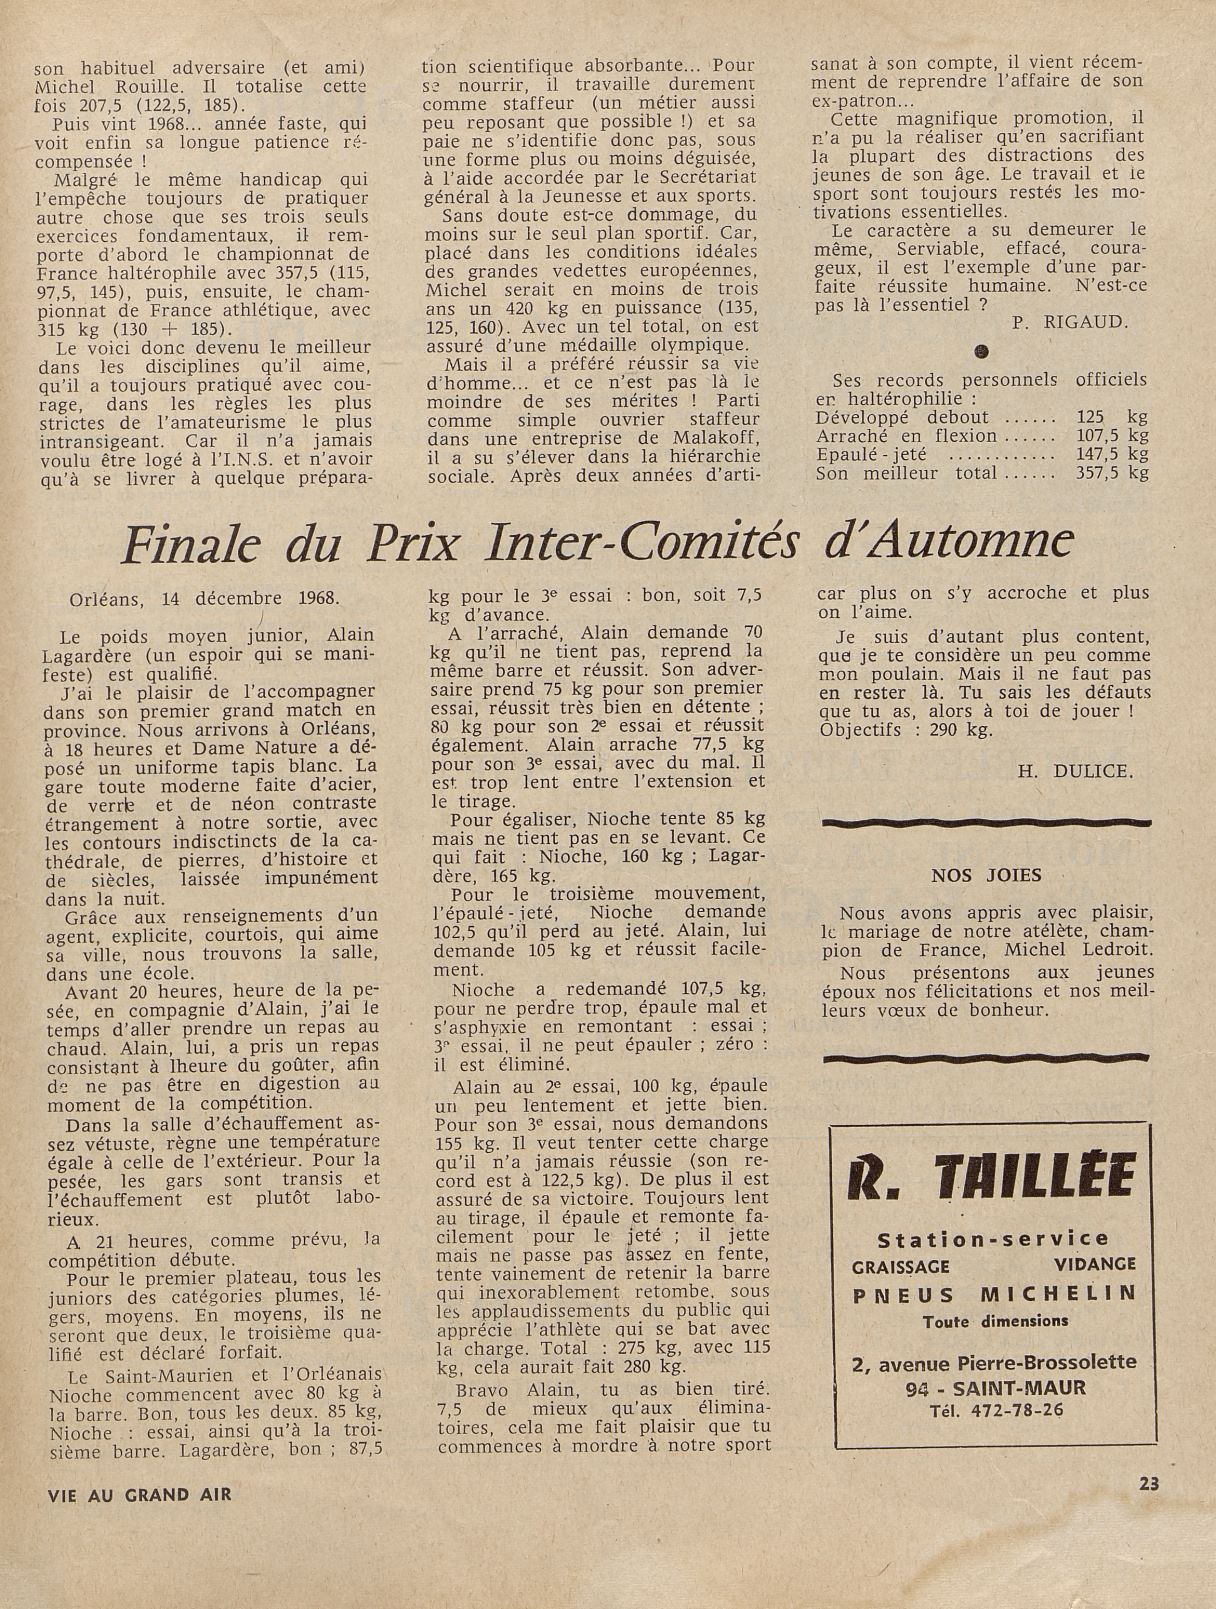 son habituel adversaire (et ami)
Michel Rouille. Il totalise cette
fois 207,5 (122,5, 185).
Puis vint 1968... année faste, qui
voit enfin sa longue patience ré-
compensée !
Malgré le même handicap qui
l'empêche toujours de pratiquer
autre chose que ses trois seuls
exercices fondamentaux, il rem-
porte d'abord le championnat de
France haltérophile avec 357,5 (115,
97,5, 145), puis, ensuite, le cham-
pionnat de France athlétique, avec
315 kg (130 + 185).
Le voici donc devenu le meilleur
dans les disciplines qu'il aime,
qu'il a toujours pratiqué avec cou-
rage, dans les règles les plus
strictes de l'amateurisme le plus
intransigeant. Car il n'a jamais
voulu être logé à l'I.N.S. et n'avoir
qu'à se livrer à quelque prépara-
tion scientifique absorbante... Pour
se nourrir, il travaille durement
comme staffeur (un métier aussi
peu reposant que possible !) et sa
paie ne s'identifie donc pas, sous
une forme plus ou moins déguisée,
à l'aide accordée par le Secrétariat
général à la Jeunesse et aux sports.
Sans doute est-ce dommage, du
moins sur le seul plan sportif. Car,
placé dans les conditions idéales
des grandes vedettes européennes,
Michel serait en moins de trois
ans un 420 kg en puissance (135,
125, 160). Avec un tel total, on est
assuré d'une médaille olympique.
Mais il a préféré réussir sa vie
d'homme... et ce n'est pas là le
moindre de ses mérites ! Parti
comme simple ouvrier staffeur
dans une entreprise de Malakoff,
il a su s'élever dans la hiérarchie
sociale. Après deux années d'arti-
sanat à son compte, il vient récem-
ment de reprendre l'affaire de son
ex-patron...
Cette magnifique promotion, il
n'a pu la réaliser qu'en sacrifiant
la plupart des distractions des
jeunes de son âge. Le travail et le
sport sont toujours restés les mo-
tivations essentielles.
Le caractère a su demeurer le
même, Serviable, effacé, coura-
geux, il est l'exemple d'une par-
faite réussite humaine. N'est-ce
pas là l'essentiel ?
P. RIGAUD.
●
Ses records personnels officiels
en haltérophilie :
Développé debout ...... 125 kg
Arraché en flexion ...... 107,5 kg
Epaulé-jeté ............ 147,5 kg
Son meilleur total ...... 357,5 kg
Finale du Prix Inter-Comités d'Automne
Orléans, 14 décembre 1968.
Le poids moyen junior, Alain
Lagardère (un espoir qui se mani-
feste) est qualifié.
J'ai le plaisir de l'accompagner
dans son premier grand match en
province. Nous arrivons à Orléans,
à 18 heures et Dame Nature a dé-
posé un uniforme tapis blanc. La
gare toute moderne faite d'acier,
de verre et de néon contraste
étrangement à notre sortie, avec
les contours indisctincts de la ca-
thédrale, de pierres, d'histoire et
de siècles, laissée impunément
dans la nuit.
Grâce aux renseignements d'un
agent, explicite, courtois, qui aime
sa ville, nous trouvons la salle,
dans une école.
Avant 20 heures, heure de la pe-
sée, en compagnie d'Alain, j'ai le
temps d'aller prendre un repas au
chaud. Alain, lui, a pris un repas
consistant à lheure du goûter, afin
de ne pas être en digestion au
moment de la compétition.
Dans la salle d'échauffement as-
sez vétuste, règne une température
égale à celle de l'extérieur. Pour la
pesée, les gars sont transis et
l'échauffement est plutôt labo-
rieux.
A 21 heures, comme prévu, la
compétition débute.
Pour le premier plateau, tous les
juniors des catégories plumes, lé-
gers, moyens. En moyens, ils ne
seront que deux, le troisième qua-
lifié est déclaré forfait.
Le Saint-Maurien et l'Orléanais
Nioche commencent avec 80 kg à
la barre. Bon, tous les deux. 85 kg,
Nioche : essai, ainsi qu'à la troi-
sième barre. Lagardère, bon ; 87,5
kg pour le 3e essai : bon, soit 7,5
kg d'avance.
A l'arraché, Alain demande 70
kg qu'il ne tient pas, reprend la
même barre et réussit. Son adver-
saire prend 75 kg pour son premier
essai, réussit très bien en détente ;
80 kg pour son 2e essai et réussit
également. Alain arrache 77,5 kg
pour son 3e essai, avec du mal. Il
est trop lent entre l'extension et
le tirage.
Pour égaliser, Nioche tente 85 kg
mais ne tient pas en se levant. Ce
qui fait : Nioche, 160 kg ; Lagar-
dère, 165 kg.
Pour le troisième mouvement,
l'épaulé-jeté, Nioche demande
102,5 qu'il perd au jeté. Alain, lui
demande 105 kg et réussit facile-
ment.
Nioche a redemandé 107,5 kg,
pour ne perdre trop, épaule mal et
s'asphyxie en remontant : essai ;
3e essai, il ne peut épauler ; zéro :
il est éliminé.
Alain au 2e essai, 100 kg, épaule
un peu lentement et jette bien.
Pour son 3e essai, nous demandons
155 kg. Il veut tenter cette charge
qu'il n'a jamais réussie (son re-
cord est à 122,5 kg). De plus il est
assuré de sa victoire. Toujours lent
au tirage, il épaule et remonte fa-
cilement pour le jeté ; il jette
mais ne passe pas assez en fente,
tente vainement de retenir la barre
qui inexorablement retombe, sous
les applaudissements du public qui
apprécie l'athlète qui se bat avec
la charge. Total : 275 kg, avec 115
kg, cela aurait fait 280 kg.
Bravo Alain, tu as bien tiré.
7,5 de mieux qu'aux élimina-
toires, cela me fait plaisir que tu
commences à mordre à notre sport
car plus on s'y accroche et plus
on l'aime.
Je suis d'autant plus content,
que je te considère un peu comme
mon poulain. Mais il ne faut pas
en rester là. Tu sais les défauts
que tu as, alors à toi de jouer !
Objectifs : 290 kg.
H. DULICE.
NOS JOIES
Nous avons appris avec plaisir,
le mariage de notre atélète, cham-
pion de France, Michel Ledroit.
Nous présentons aux jeunes
époux nos félicitations et nos meil-
leurs vœux de bonheur.
R. TAILLÉE
Station-service
GRAISSAGE VIDANGE
PNEUS MICHELIN
Toute dimensions
2, avenue Pierre-Brossolette
94 - SAINT-MAUR
Tél. 472-78-26
VIE AU GRAND AIR
23